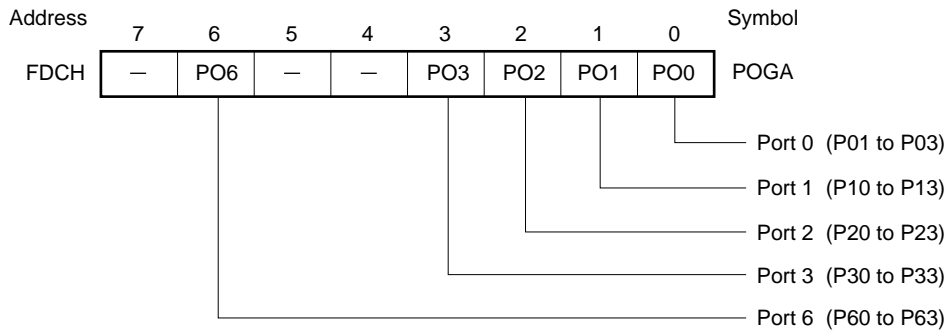 Address 7 6 5 4 3 2 1 0 Symbol
FDCH — PO6 — — PO3 PO2 PO1 PO0 POGA
Port 0 (P01 to P03)
Port 1 (P10 to P13)
Port 2 (P20 to P23)
Port 3 (P30 to P33)
Port 6 (P60 to P63)